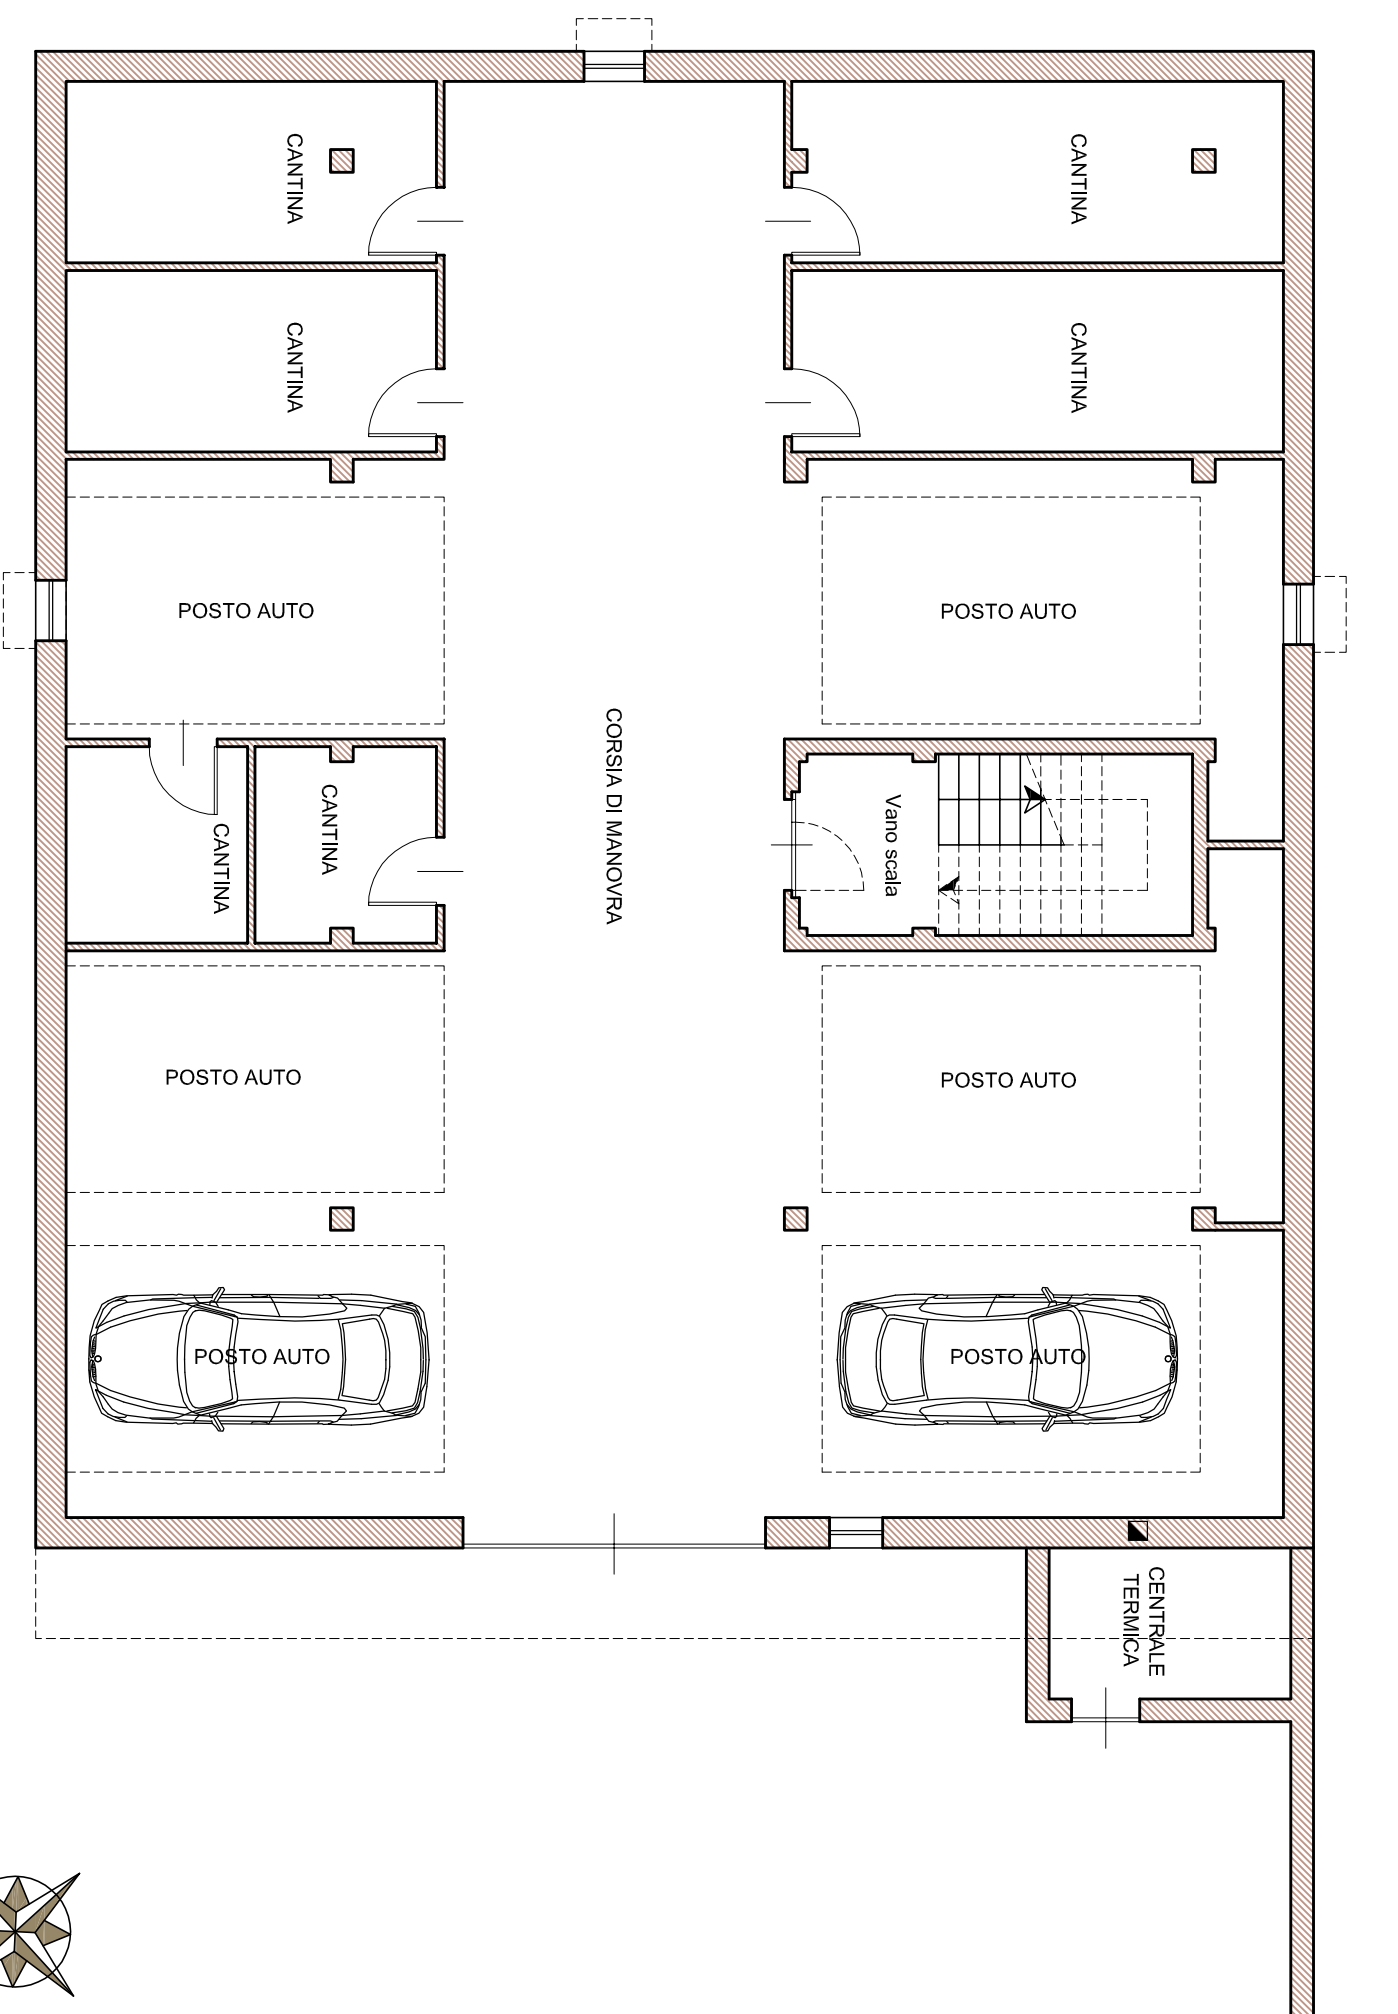 CANTINA
CANTINA
CANTINA
CANTINA
POSTO AUTO
POSTO AUTO
CORSIA DI MANOVRA
CANTINA
CANTINA
Vano scala
POSTO AUTO
POSTO AUTO
POSTO AUTO
POSTO AUTO
CENTRALE
TERMICA